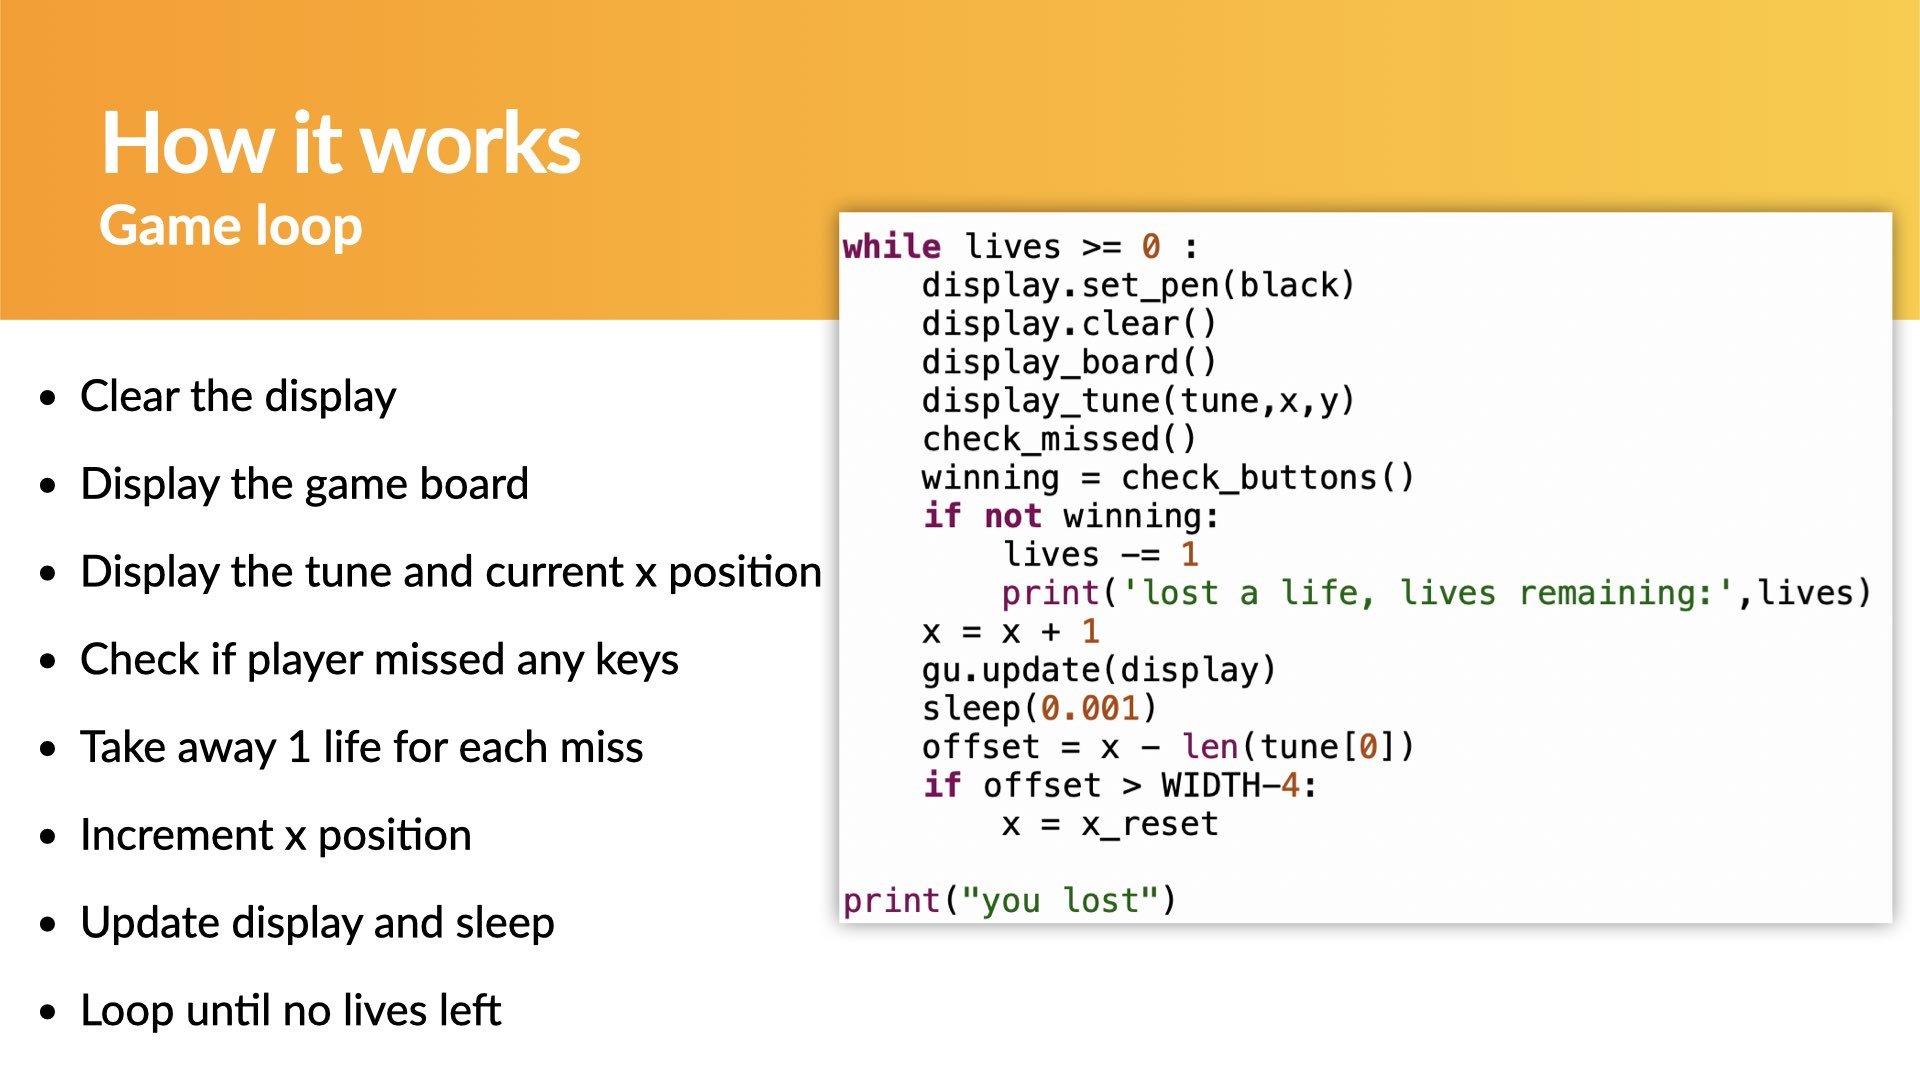 How it works
Game loop
• Clear the display
• Display the game board
• Display the tune and current x position
• Check if player missed any keys
• Take away 1 life for each miss
• Increment x position
• Update display and sleep
• Loop until no lives left
while lives >= 0 :
    display.set_pen(black)
    display.clear()
    display_board()
    display_tune(tune,x,y)
    check_missed()
    winning = check_buttons()
    if not winning:
        lives -= 1
        print('lost a life, lives remaining:',lives)
    x = x + 1
    gu.update(display)
    sleep(0.001)
    offset = x - len(tune[0])
    if offset > WIDTH-4:
        x = x_reset
print("you lost")